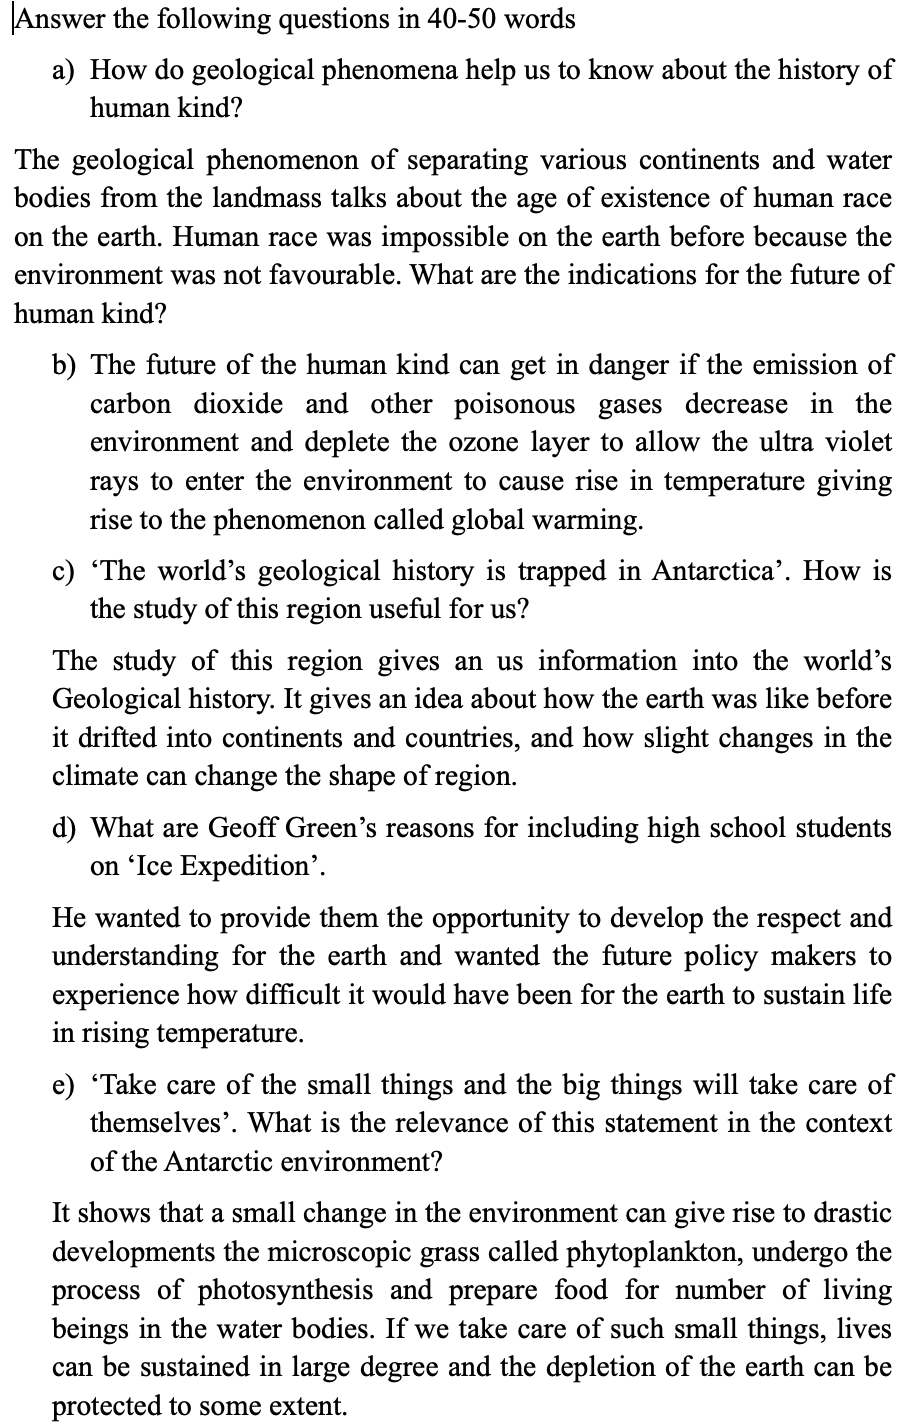 Answer the following questions in 40-50 words
a) How do geological phenomena help us to know about the history of
human kind?
The geological phenomenon of separating various continents and water
bodies from the landmass talks about the age of existence of human race
on the earth. Human race was impossible on the earth before because the
environment was not favourable. What are the indications for the future of
human kind?
b) The future of the human kind can get in danger if the emission of
carbon dioxide and other poisonous gases decrease in the
environment and deplete the ozone layer to allow the ultra violet
rays to enter the environment to cause rise in temperature giving
rise to the phenomenon called global warming.
c) ‘The world’s geological history is trapped in Antarctica’. How is
the study of this region useful for us?
The study of this region gives an us information into the world’s
Geological history. It gives an idea about how the earth was like before
it drifted into continents and countries, and how slight changes in the
climate can change the shape of region.
d) What are Geoff Green’s reasons for including high school students
on ‘Ice Expedition’.
He wanted to provide them the opportunity to develop the respect and
understanding for the earth and wanted the future policy makers to
experience how difficult it would have been for the earth to sustain life
in rising temperature.
e) ‘Take care of the small things and the big things will take care of
themselves’. What is the relevance of this statement in the context
of the Antarctic environment?
It shows that a small change in the environment can give rise to drastic
developments the microscopic grass called phytoplankton, undergo the
process of photosynthesis and prepare food for number of living
beings in the water bodies. If we take care of such small things, lives
can be sustained in large degree and the depletion of the earth can be
protected to some extent.